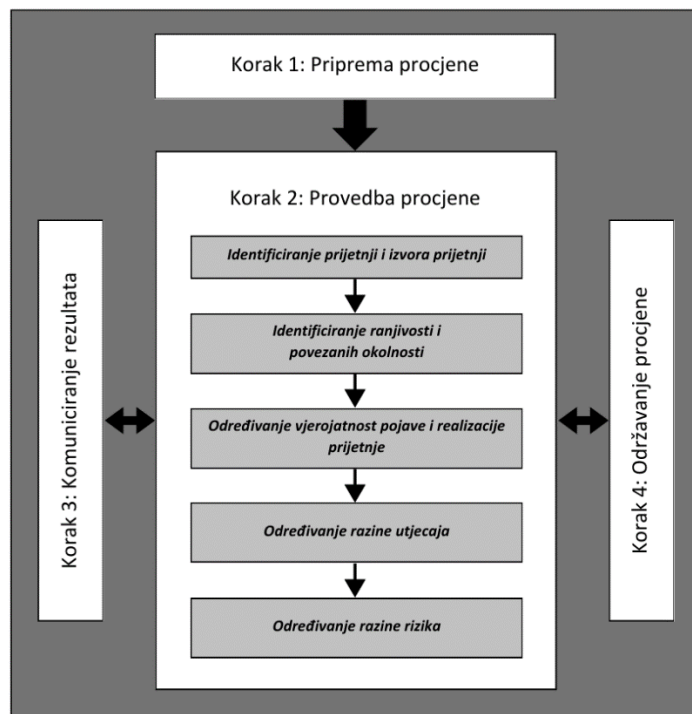 Korak 1: Priprema procjene
Korak 2: Provedba procjene
Identificiranje prijetnji i izvora prijetnji
Identificiranje ranjivosti i
povezanih okolnosti
Određivanje vjerojatnost pojave i realizacije
prijetnje
Određivanje razine utjecaja
Određivanje razine rizika
Korak 3: Komuniciranje rezultata
Korak 4: Održavanje procjene